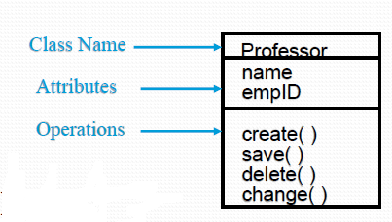 Class Name
Professor
Attributes
name
empID
Operations
create( )
save( )
delete( )
change( )